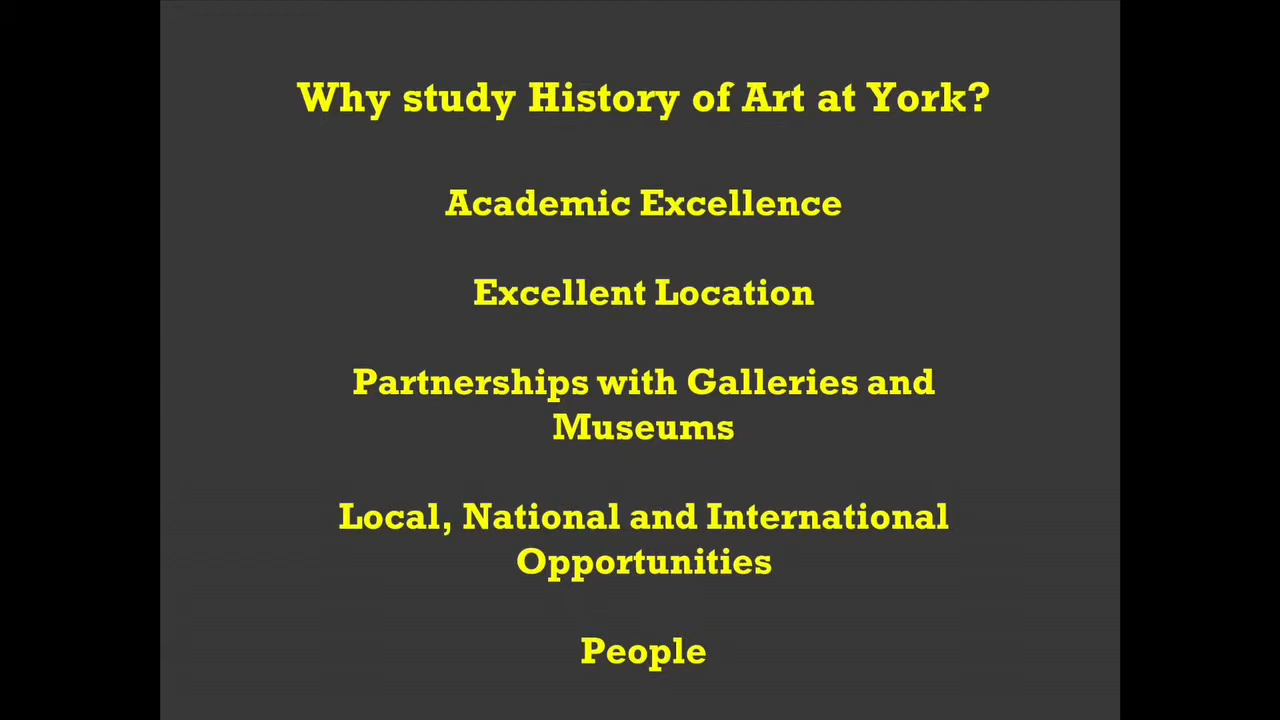 Why study History of Art at York?
Academic Excellence
Excellent Location
Partnerships with Galleries and
Museums
Local, National and International
Opportunities
People